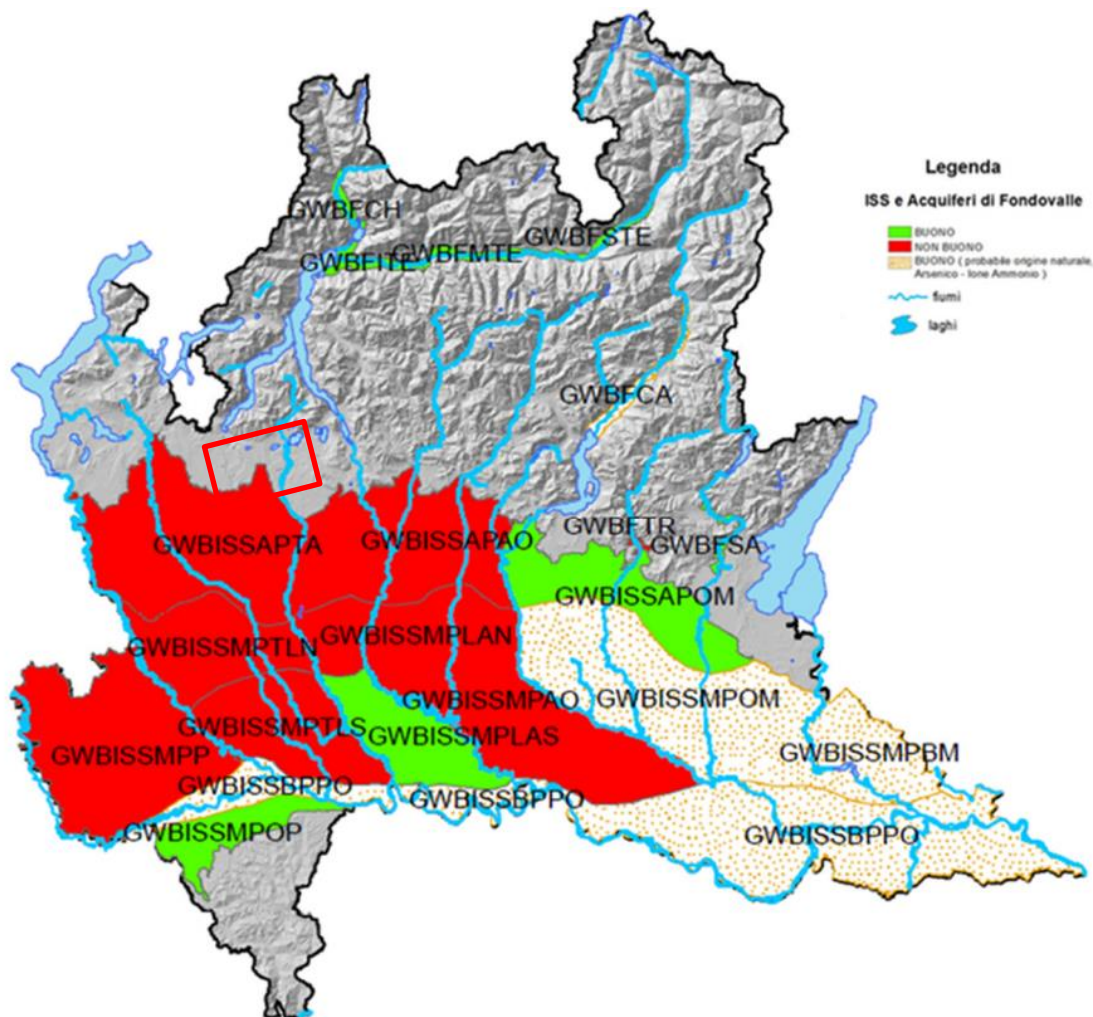 Legenda
ISS e Acquiferi di Fondovalle
BUONO
NON BUONO
BUONO ( probabile origine naturale,
Arsenico - Ione Ammonio )
fiumi
laghi
GWBFCH
GWBFSTE
GWBFMTE
GWBFITE
GWBFCA
GWBFTR
GWBFSA
GWBISSAPTA
GWBISSAPAO
GWBISSAPOM
GWBISSMPTLN
GWBISSMPLAN
GWBISSMPAO
GWBISSMPOM
GWBISSMPTLS
GWBISSMPLAS
GWBISSMPP
GWBISSMPBM
GWBISSBPPO
GWBISSBPPO
GWBISSMPOP
GWBISSBPPO